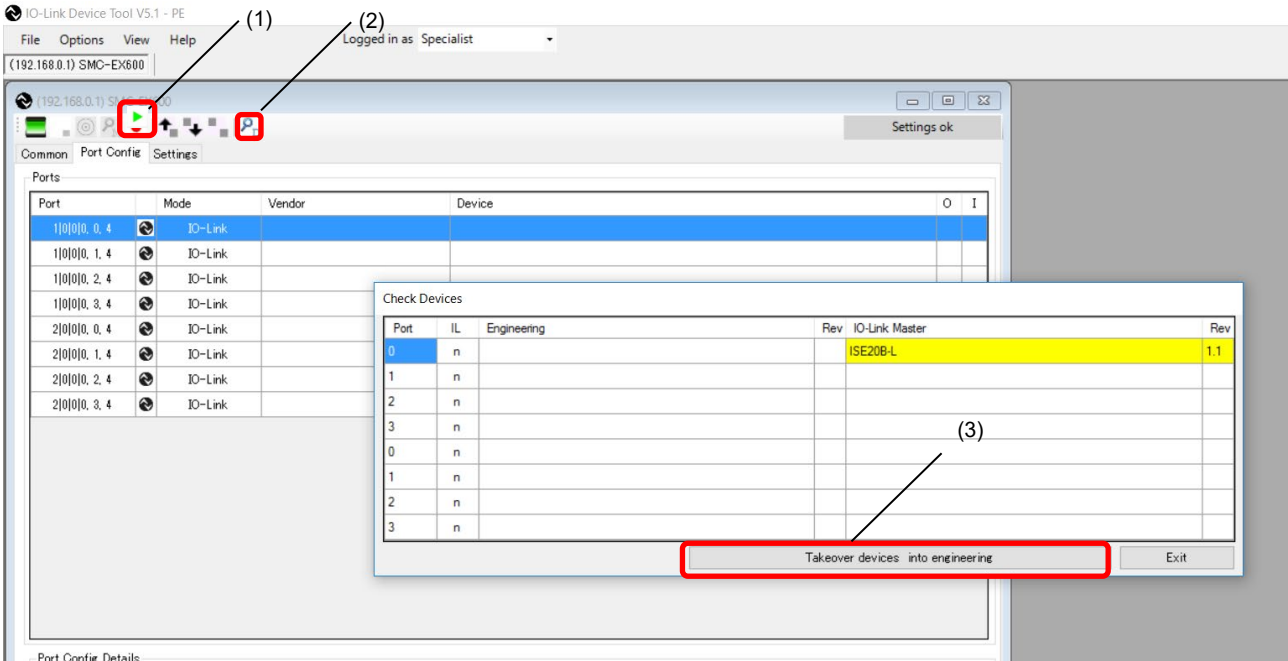 IO-Link Device Tool V5.1 - PE
(1)
(2)
File Options View Help Logged in as Specialist
(192.168.0.1) SMC-EX600
(192.168.0.1) SMC-EX600
Settings ok
Common Port Config Settings
Ports
Port Mode Vendor Device O I
1|0|0|0, 0, 4 IO-Link
1|0|0|0, 1, 4 IO-Link
1|0|0|0, 2, 4 IO-Link
1|0|0|0, 3, 4 IO-Link
2|0|0|0, 0, 4 IO-Link
2|0|0|0, 1, 4 IO-Link
2|0|0|0, 2, 4 IO-Link
2|0|0|0, 3, 4 IO-Link
Check Devices
Port IL Engineering Rev IO-Link Master Rev
0 n ISE20B-L 1.1
1 n
2 n
3 n
0 n
1 n
2 n
3 n
(3)
Takeover devices into engineering Exit
Port Config Details